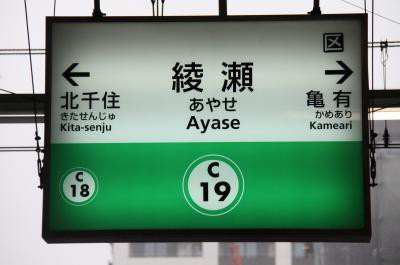 区
綾瀬
あやせ
Ayase
← 北千住
きたせんじゅ
Kita-senju
→ 亀有
かめあり
Kameari
C
18
C
19